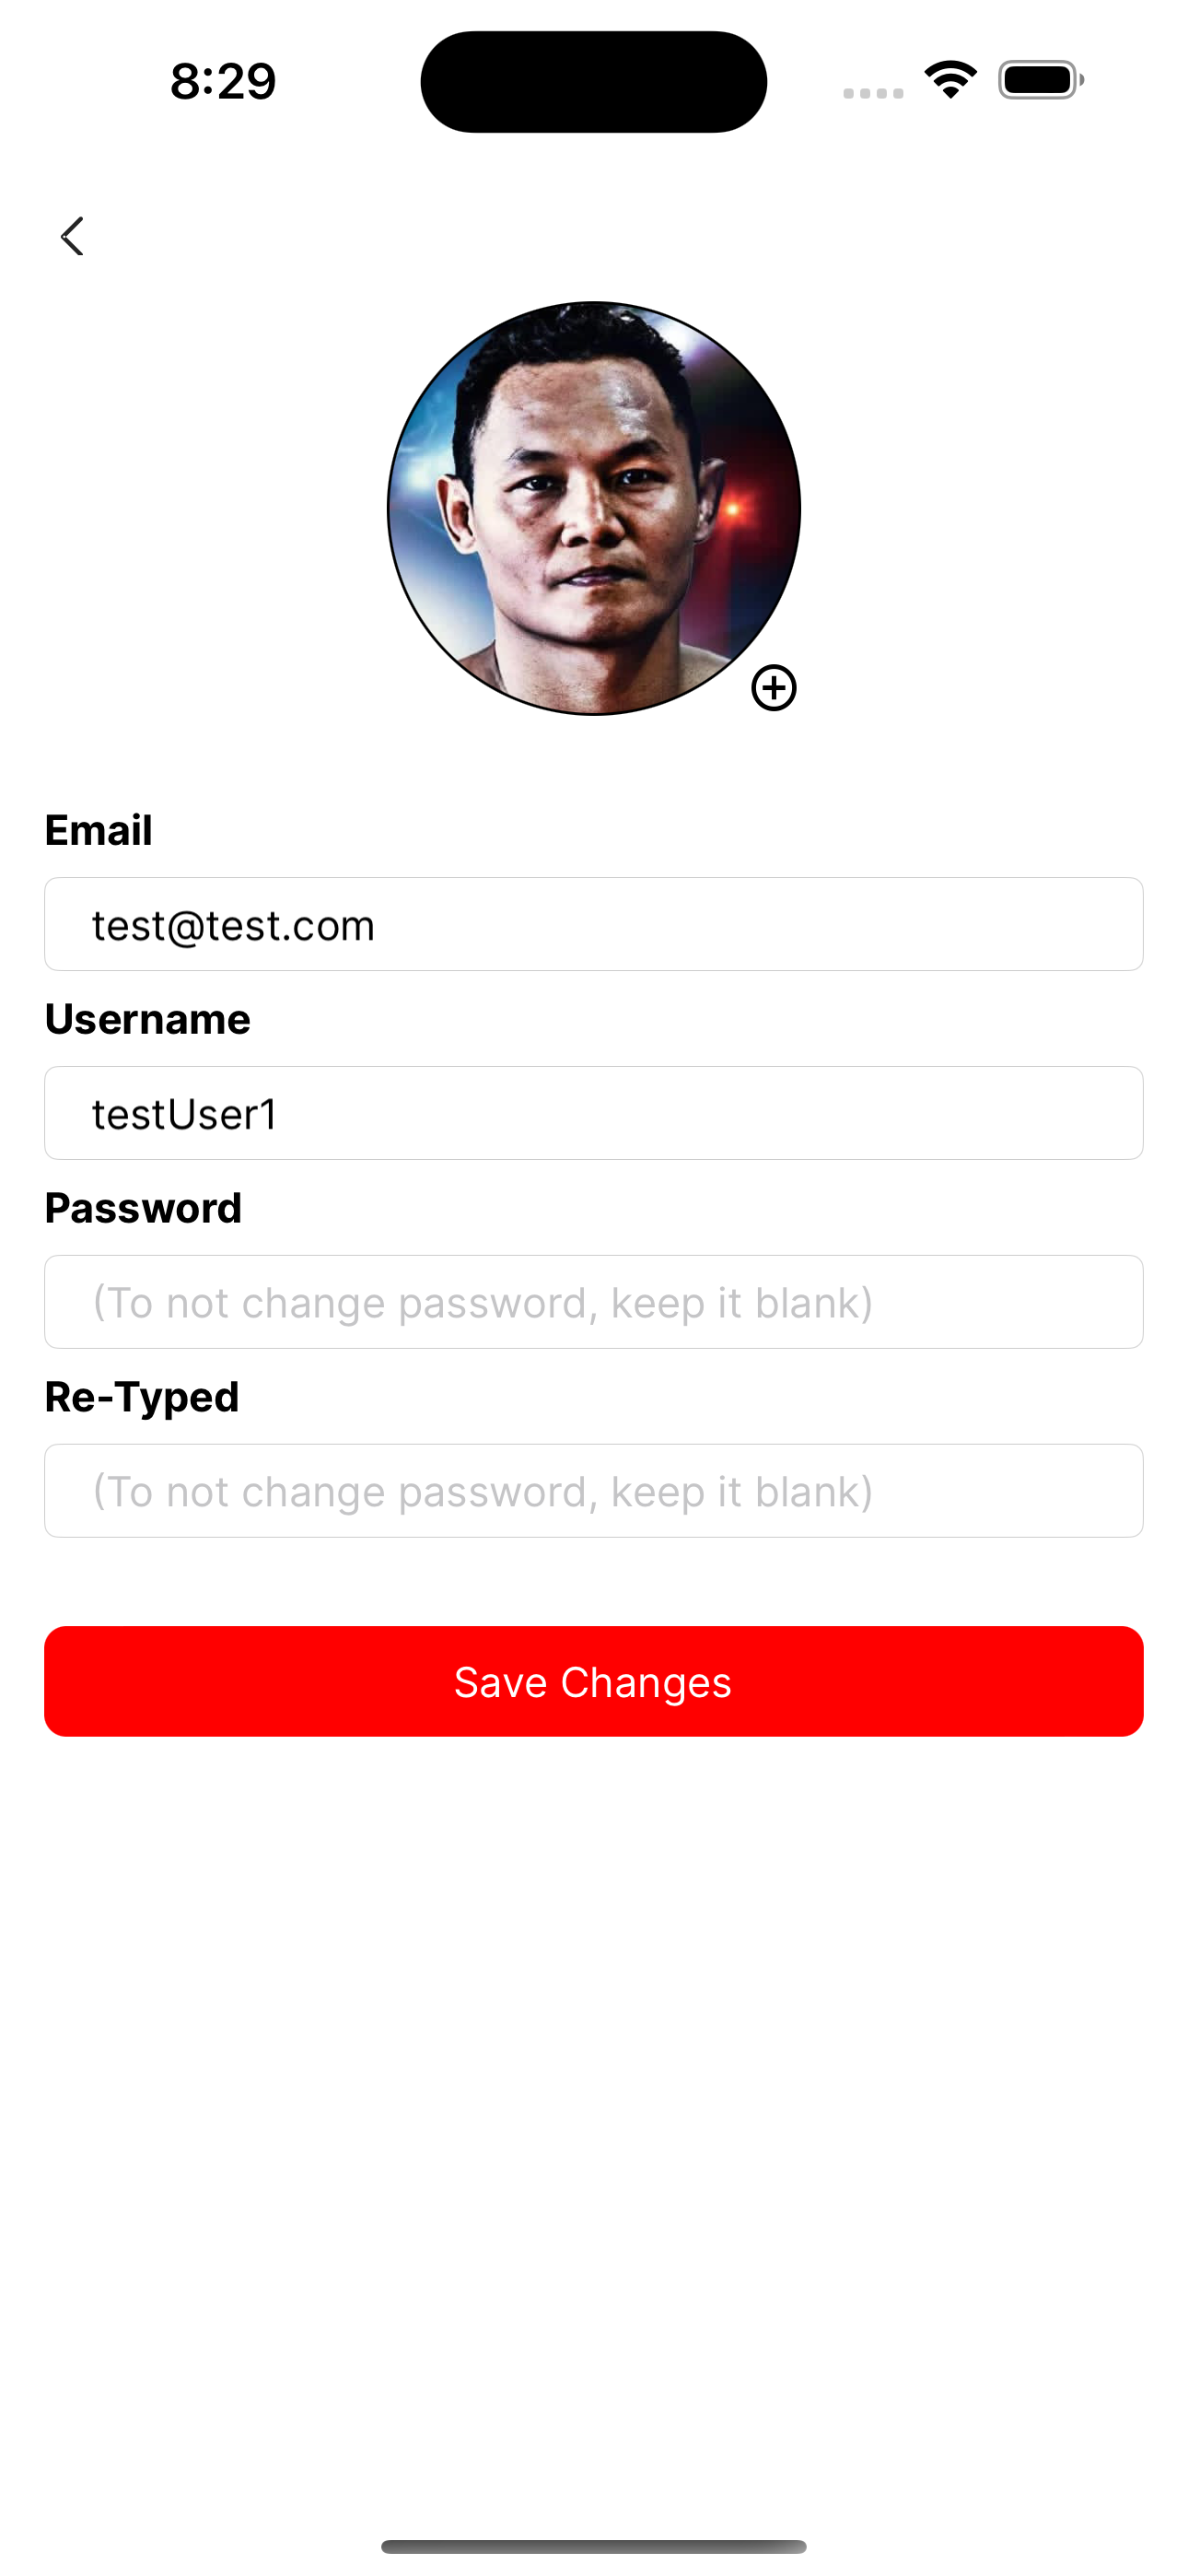 8:29
Email
test@test.com
Username
testUser1
Password
(To not change password, keep it blank)
Re-Typed
(To not change password, keep it blank)
Save Changes